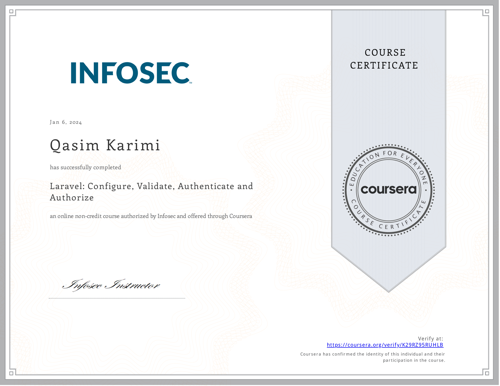 INFOSEC
COURSE
CERTIFICATE
Jan 6, 2024
Qasim Karimi
has successfully completed
Laravel: Configure, Validate, Authenticate and
Authorize
an online non-credit course authorized by Infosec and offered through Coursera
EDUCATION FOR EVERYONE
coursera
COURSE CERTIFICATE
Infosec Instructor
Verify at:
https://coursera.org/verify/K29RZ95RUHLB
Coursera has confirmed the identity of this individual and their
participation in the course.